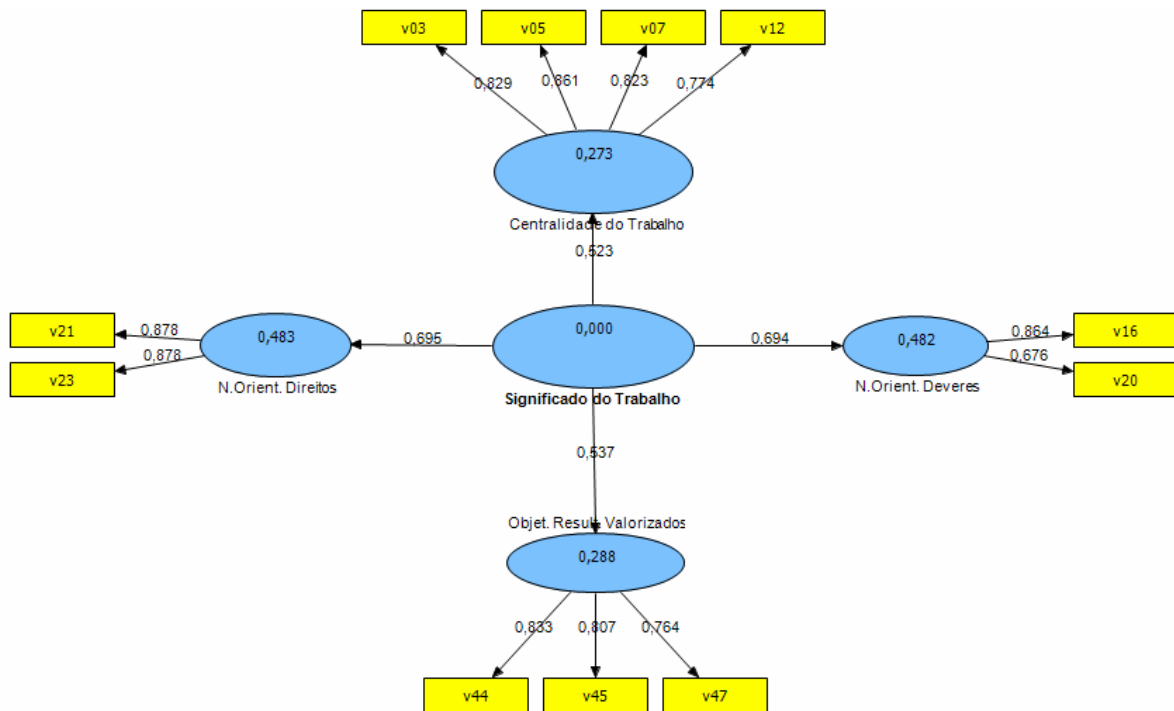 v03 v05 v07 v12
0,829 0,861 0,823 0,774
0,273
Centralidade do Trabalho
0,523
v21 0,878 0,483 0,695 0,000 0,694 0,482 0,864 v16
v23 0,878 N.Orient. Direitos Significado do Trabalho N.Orient. Deveres 0,676 v20
0,537
Objet. Result. Valorizados
0,288
0,833 0,807 0,764
v44 v45 v47